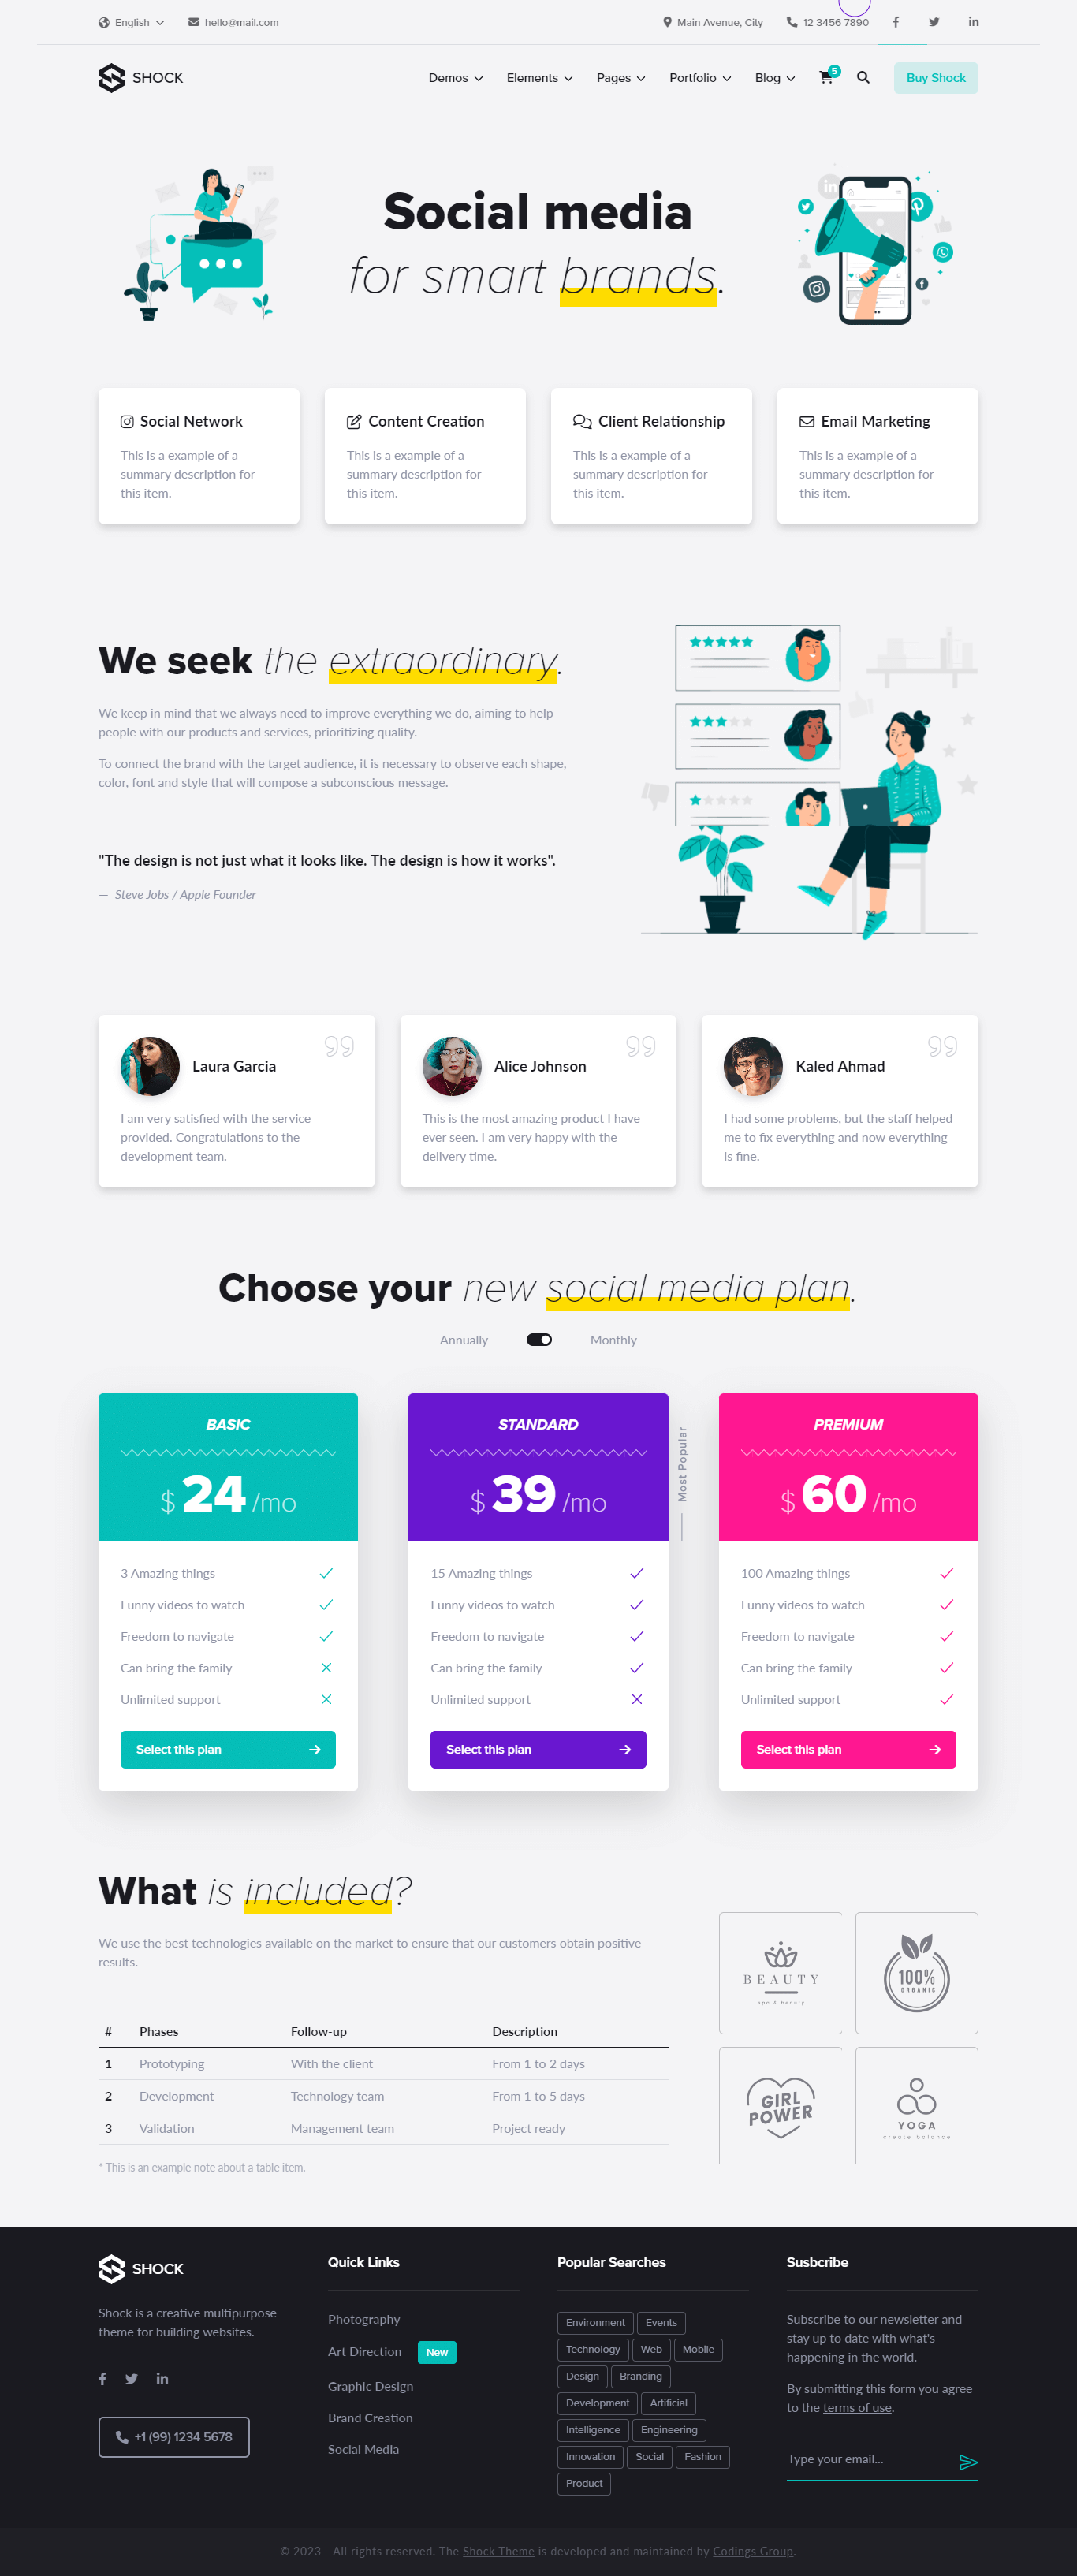 English
hello@mail.com
Main Avenue, City
12 3456 7890
SHOCK
Demos
Elements
Pages
Portfolio
Blog
5
Buy Shock
Social media
for smart brands.
Social Network
This is a example of a
summary description for
this item.
Content Creation
This is a example of a
summary description for
this item.
Client Relationship
This is a example of a
summary description for
this item.
Email Marketing
This is a example of a
summary description for
this item.
We seek the extraordinary.
We keep in mind that we always need to improve everything we do, aiming to help
people with our products and services, prioritizing quality.
To connect the brand with the target audience, it is necessary to observe each shape,
color, font and style that will compose a subconscious message.
"The design is not just what it looks like. The design is how it works".
— Steve Jobs / Apple Founder
Laura Garcia
I am very satisfied with the service
provided. Congratulations to the
development team.
Alice Johnson
This is the most amazing product I have
ever seen. I am very happy with the
delivery time.
Kaled Ahmad
I had some problems, but the staff helped
me to fix everything and now everything
is fine.
Choose your new social media plan.
Annually
Monthly
BASIC
$ 24 /mo
3 Amazing things
Funny videos to watch
Freedom to navigate
Can bring the family
Unlimited support
Select this plan
STANDARD
$ 39 /mo
Most Popular
15 Amazing things
Funny videos to watch
Freedom to navigate
Can bring the family
Unlimited support
Select this plan
PREMIUM
$ 60 /mo
100 Amazing things
Funny videos to watch
Freedom to navigate
Can bring the family
Unlimited support
Select this plan
What is included?
We use the best technologies available on the market to ensure that our customers obtain positive
results.
# Phases Follow-up Description
1 Prototyping With the client From 1 to 2 days
2 Development Technology team From 1 to 5 days
3 Validation Management team Project ready
* This is an example note about a table item.
BEAUTY
spa & beauty
100%
ORGANIC
GIRL
POWER
YOGA
create balance
SHOCK
Shock is a creative multipurpose
theme for building websites.
+1 (99) 1234 5678
Quick Links
Photography
Art Direction New
Graphic Design
Brand Creation
Social Media
Popular Searches
Environment Events
Technology Web Mobile
Design Branding
Development Artificial
Intelligence Engineering
Innovation Social Fashion
Product
Susbcribe
Subscribe to our newsletter and
stay up to date with what's
happening in the world.
By submitting this form you agree
to the terms of use.
Type your email...
© 2023 - All rights reserved. The Shock Theme is developed and maintained by Codings Group.